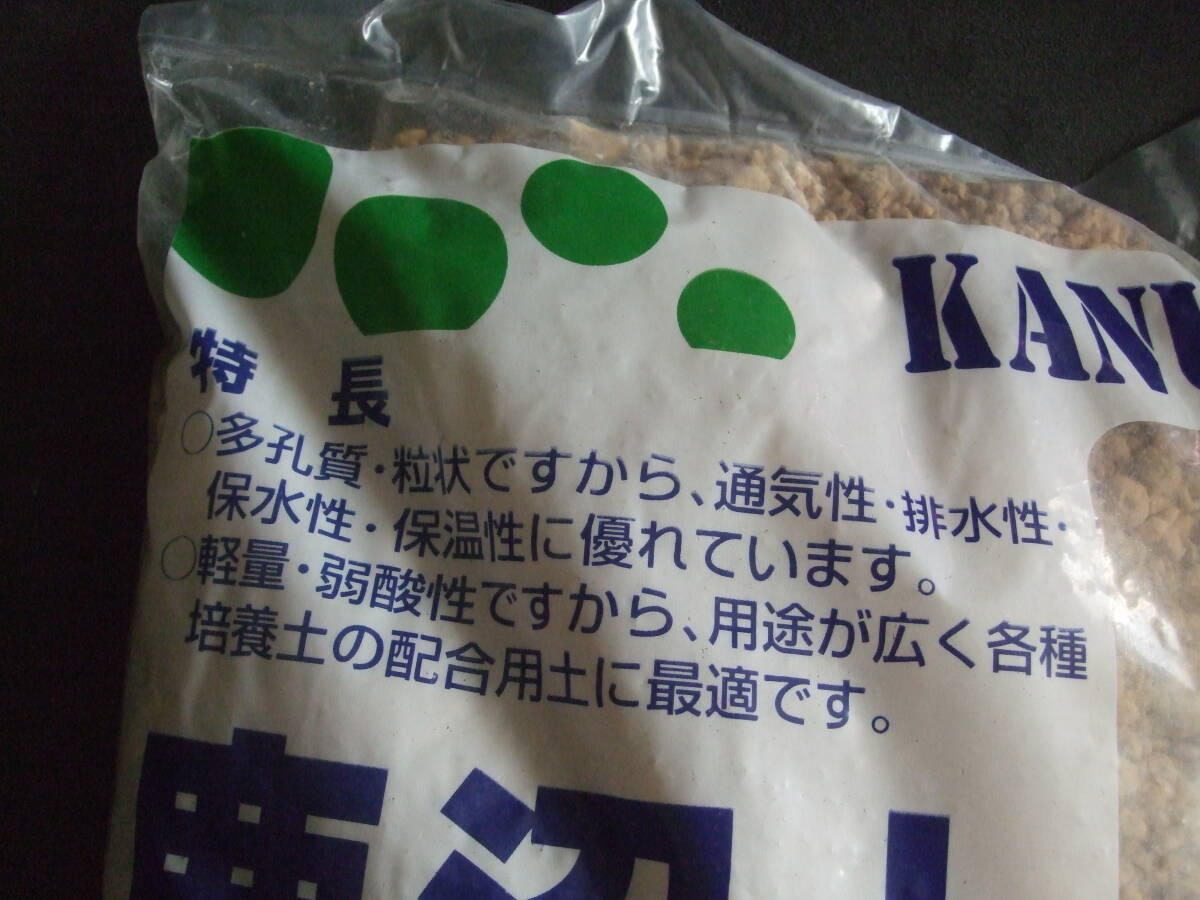 KANU
特 長
○多孔質・粒状ですから、通気性・排水性・
保水性・保温性に優れています。
○軽量・弱酸性ですから、用途が広く各種
培養土の配合用土に最適です。
鹿沼土